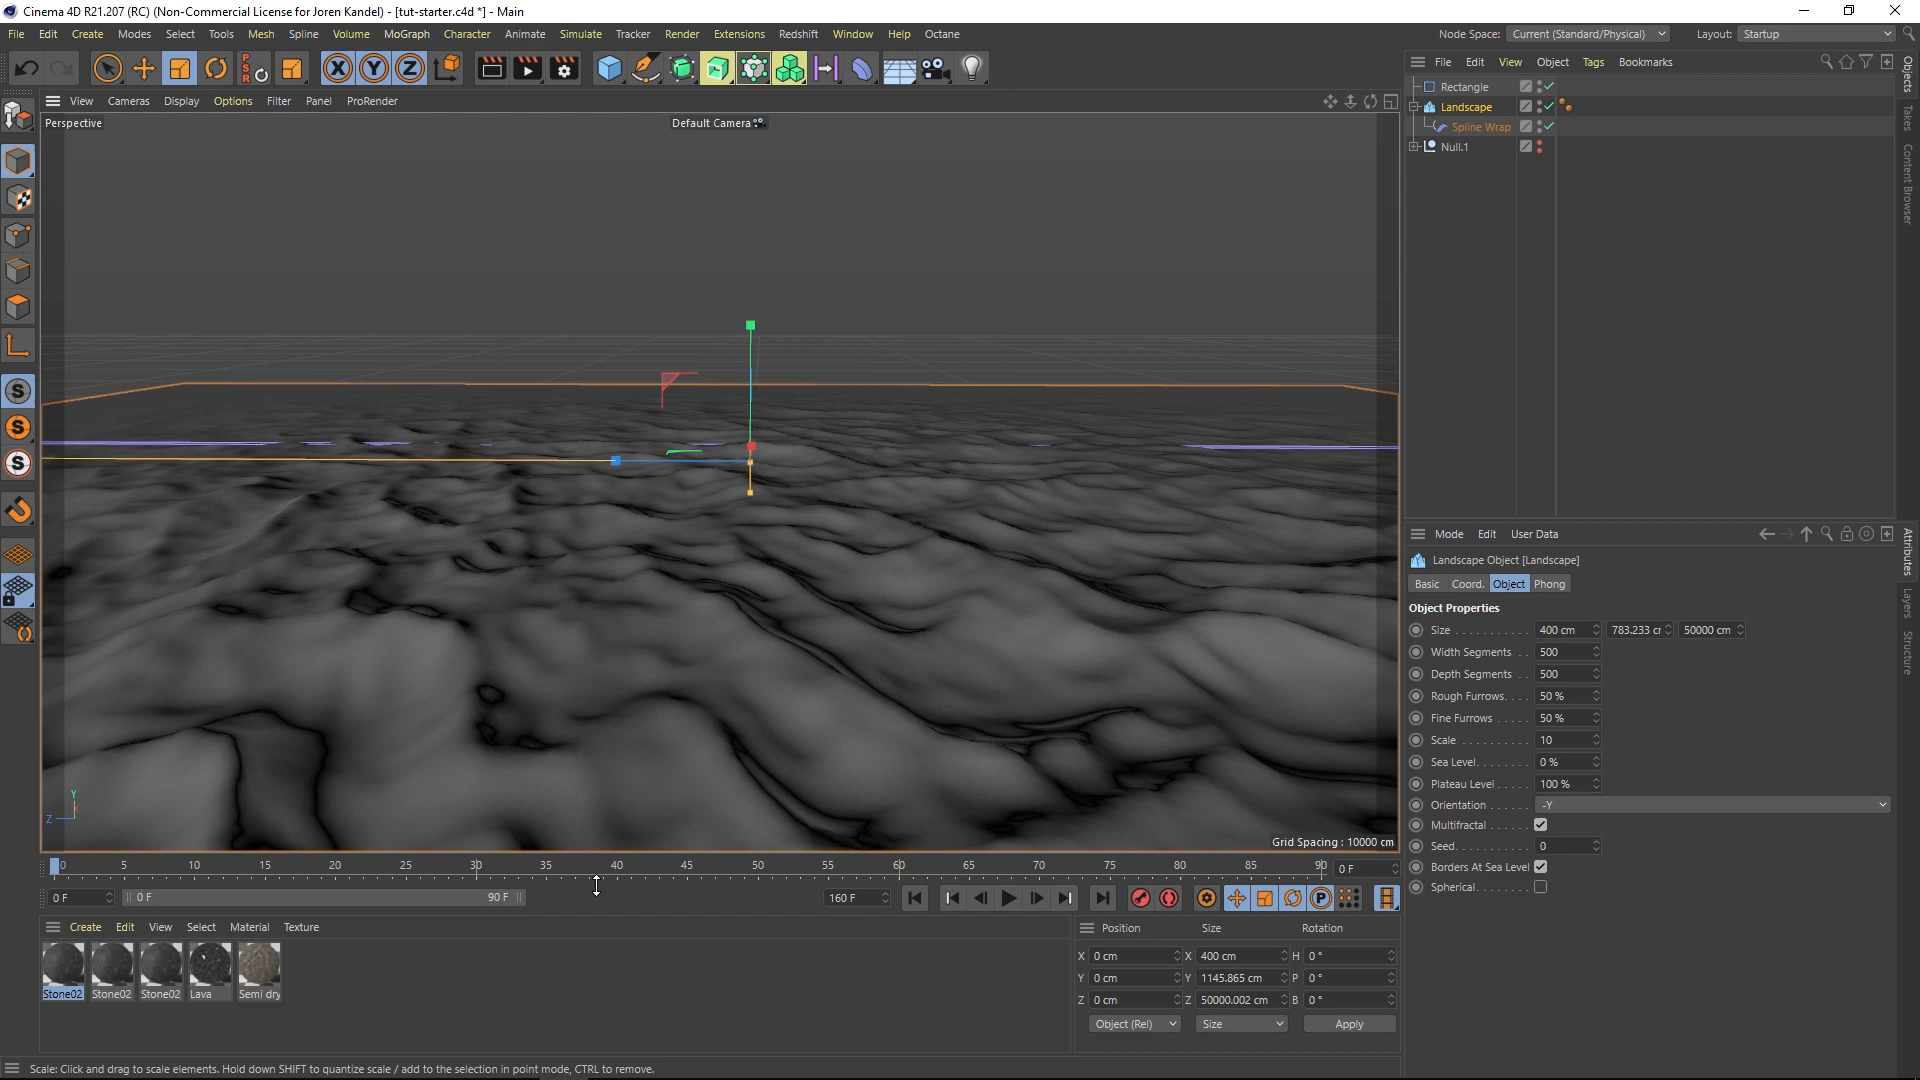 Cinema 4D R21.207 (RC) (Non-Commercial License for Joren Kandel) - [tut-starter.c4d *] - Main
File Edit Create Modes Select Tools Mesh Spline Volume MoGraph Character Animate Simulate Tracker Render Extensions Redshift Window Help Octane Node Space: Current (Standard/Physical) Layout: Startup
X Y Z PSR
File Edit View Object Tags Bookmarks
View Cameras Display Options Filter Panel ProRender
Perspective Default Camera
Rectangle
Landscape
Spline Wrap
Null.1
Objects
Takes
Content Browser
Mode Edit User Data
Landscape Object [Landscape]
Basic Coord. Object Phong
Object Properties
Size . . . . . . . . . . . 400 cm 783.233 cr 50000 cm
Width Segments . . 500
Depth Segments . . 500
Rough Furrows. . . . 50 %
Fine Furrows . . . . . 50 %
Scale . . . . . . . . . . 10
Sea Level. . . . . . . . 0 %
Plateau Level . . . . . 100 %
Orientation . . . . . . -Y
Multifractal . . . . . .
Seed. . . . . . . . . . . 0
Borders At Sea Level
Spherical. . . . . . . .
Attributes
Layers
Structure
Y
Z
Grid Spacing : 10000 cm
0 5 10 15 20 25 30 35 40 45 50 55 60 65 70 75 80 85 90 0 F
0 F 0 F 90 F 160 F P
Create Edit View Select Material Texture
Stone02 Stone02 Stone02 Lava Semi dry
Position Size Rotation
X 0 cm X 400 cm H 0 °
Y 0 cm Y 1145.865 cm P 0 °
Z 0 cm Z 50000.002 cm B 0 °
Object (Rel) Size Apply
Scale: Click and drag to scale elements. Hold down SHIFT to quantize scale / add to the selection in point mode, CTRL to remove.